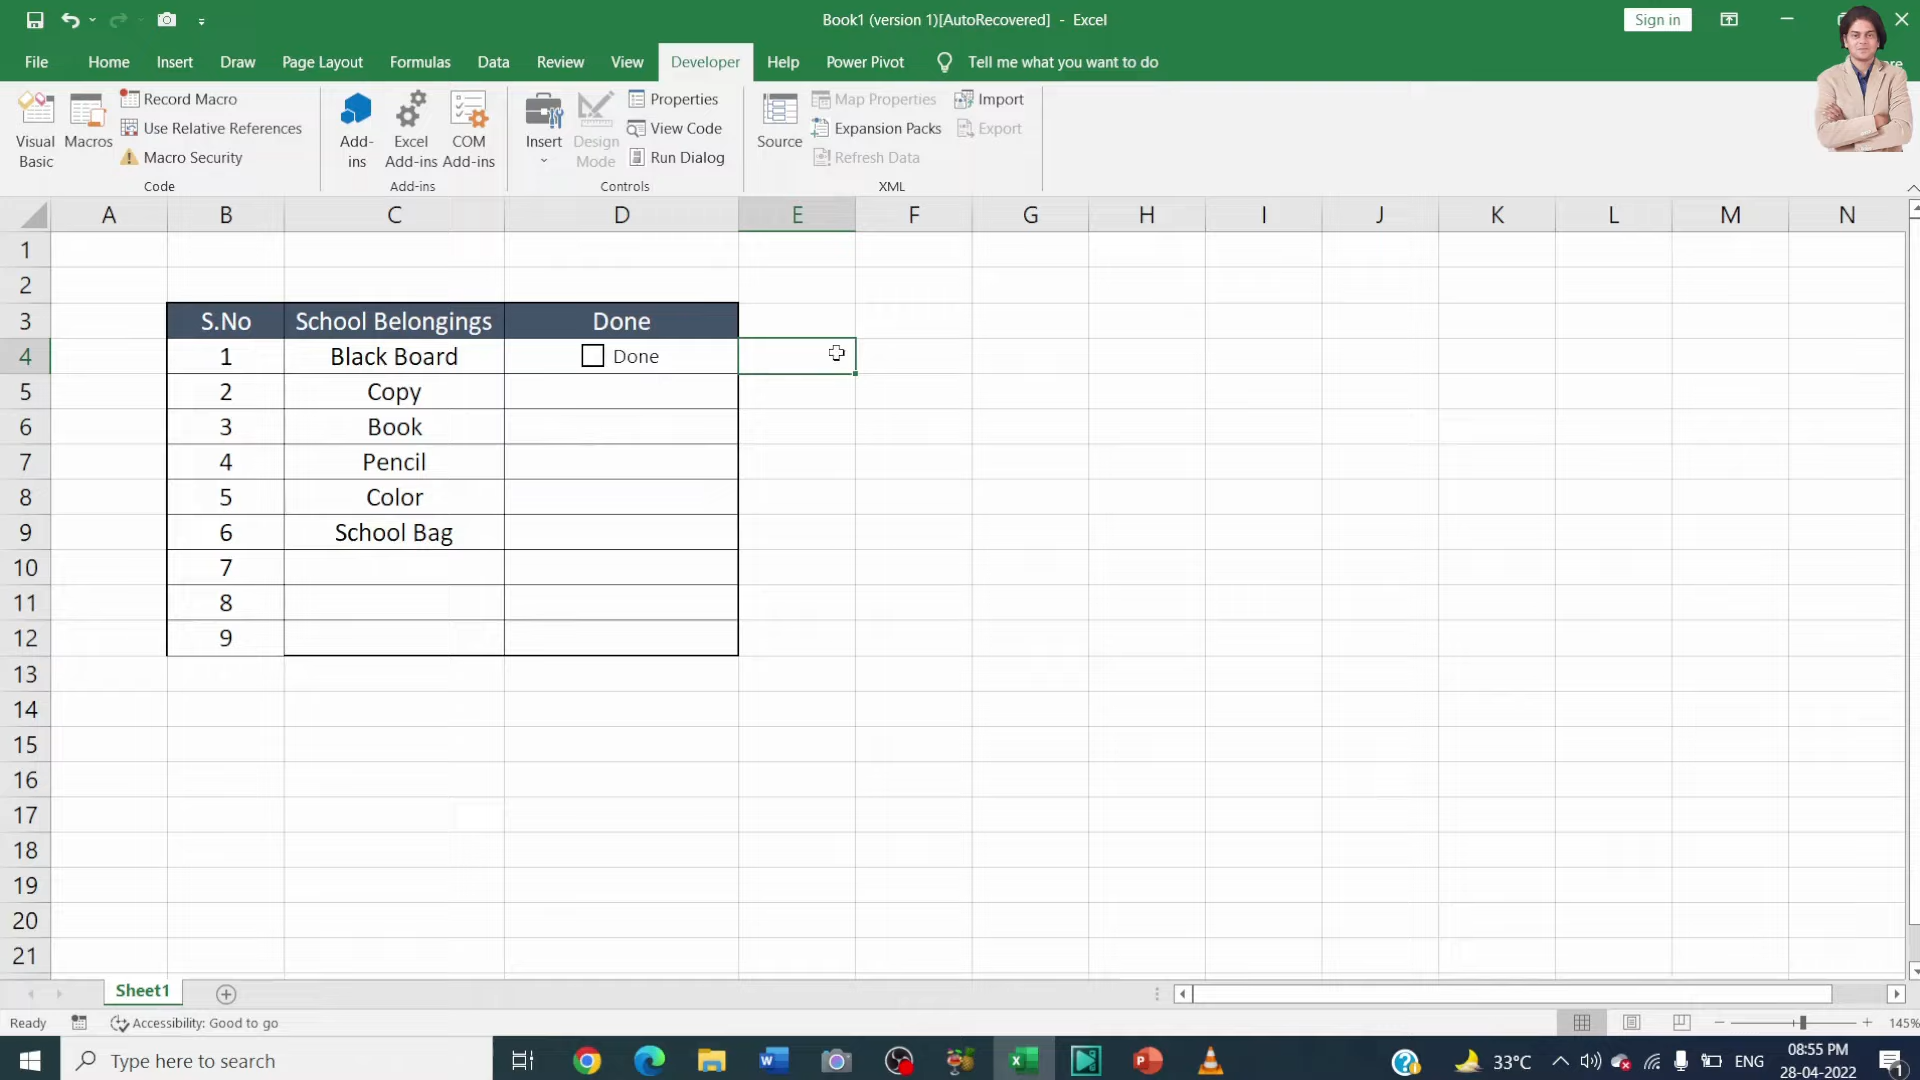 Book1 (version 1)[AutoRecovered] - Excel
Sign in
File Home Insert Draw Page Layout Formulas Data Review View Developer Help Power Pivot Tell me what you want to do
Visual Basic
Macros
Record Macro
Use Relative References
Macro Security
Code
Add-ins
Excel Add-ins
COM Add-ins
Add-ins
Insert
Design Mode
Properties
View Code
Run Dialog
Controls
Source
Map Properties
Expansion Packs
Refresh Data
Import
Export
XML
A B C D E F G H I J K L M N
1
2
3 S.No School Belongings Done
4 1 Black Board Done
5 2 Copy
6 3 Book
7 4 Pencil
8 5 Color
9 6 School Bag
10 7
11 8
12 9
13
14
15
16
17
18
19
20
21
Sheet1
Ready Accessibility: Good to go 145%
Type here to search
33°C ENG 08:55 PM
28-04-2022
1